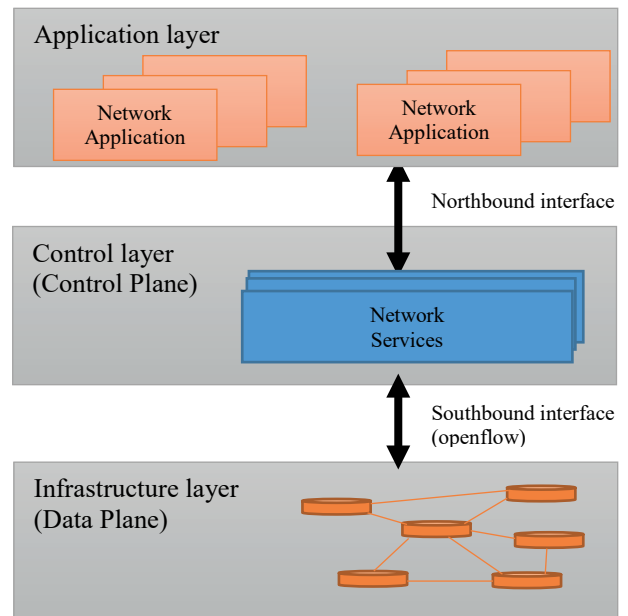 Application layer
Network
Application
Network
Application
Northbound interface
Control layer
(Control Plane)
Network
Services
Southbound interface
(openflow)
Infrastructure layer
(Data Plane)